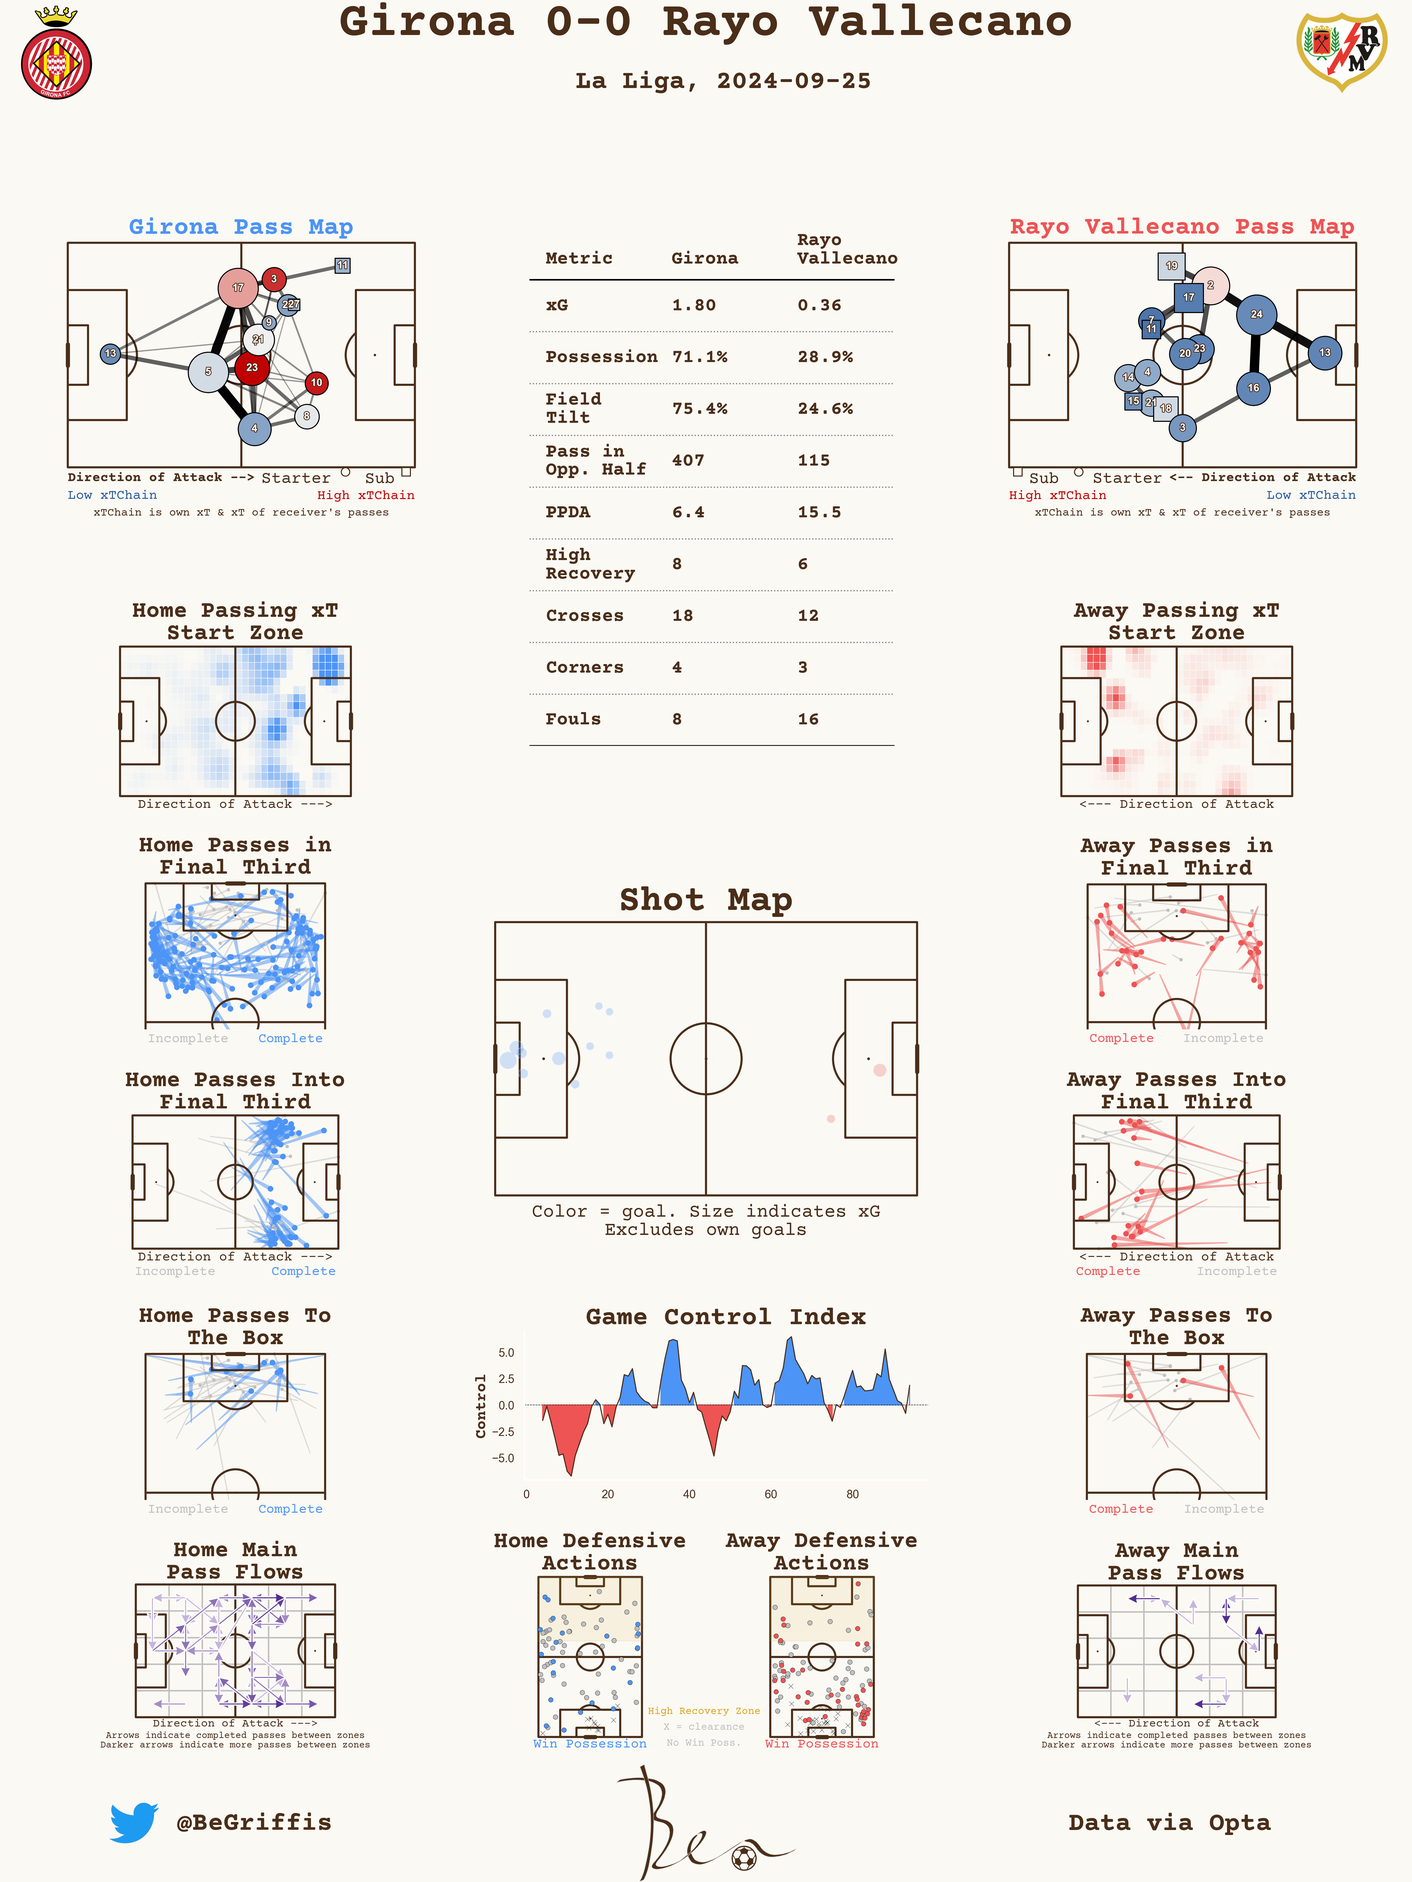 Girona 0-0 Rayo Vallecano
La Liga, 2024-09-25
GIRONA FC
R
V
M
Girona Pass Map
17
3
11
22
27
9
21
13
5
23
10
8
4
Direction of Attack --> Starter Sub
Low xTChain High xTChain
xTChain is own xT & xT of receiver's passes
Metric Girona Rayo
Vallecano
xG 1.80 0.36
Possession 71.1% 28.9%
Field
Tilt 75.4% 24.6%
Pass in
Opp. Half 407 115
PPDA 6.4 15.5
High
Recovery 8 6
Crosses 18 12
Corners 4 3
Fouls 8 16
Rayo Vallecano Pass Map
19
2
17
7
11
24
20
23
13
14
4
16
15
21
18
3
Sub Starter <-- Direction of Attack
High xTChain Low xTChain
xTChain is own xT & xT of receiver's passes
Home Passing xT
Start Zone
Direction of Attack --->
Away Passing xT
Start Zone
<--- Direction of Attack
Home Passes in
Final Third
Incomplete Complete
Shot Map
Color = goal. Size indicates xG
Excludes own goals
Away Passes in
Final Third
Complete Incomplete
Home Passes Into
Final Third
Direction of Attack --->
Incomplete Complete
Away Passes Into
Final Third
<--- Direction of Attack
Complete Incomplete
Home Passes To
The Box
Incomplete Complete
Game Control Index
Control
5.0
2.5
0.0
−2.5
−5.0
0 20 40 60 80
Away Passes To
The Box
Complete Incomplete
Home Main
Pass Flows
Direction of Attack --->
Arrows indicate completed passes between zones
Darker arrows indicate more passes between zones
Home Defensive
Actions
Win Possession
Away Defensive
Actions
Win Possession
High Recovery Zone
X = clearance
No Win Poss.
Away Main
Pass Flows
<--- Direction of Attack
Arrows indicate completed passes between zones
Darker arrows indicate more passes between zones
@BeGriffis
Ben
Data via Opta